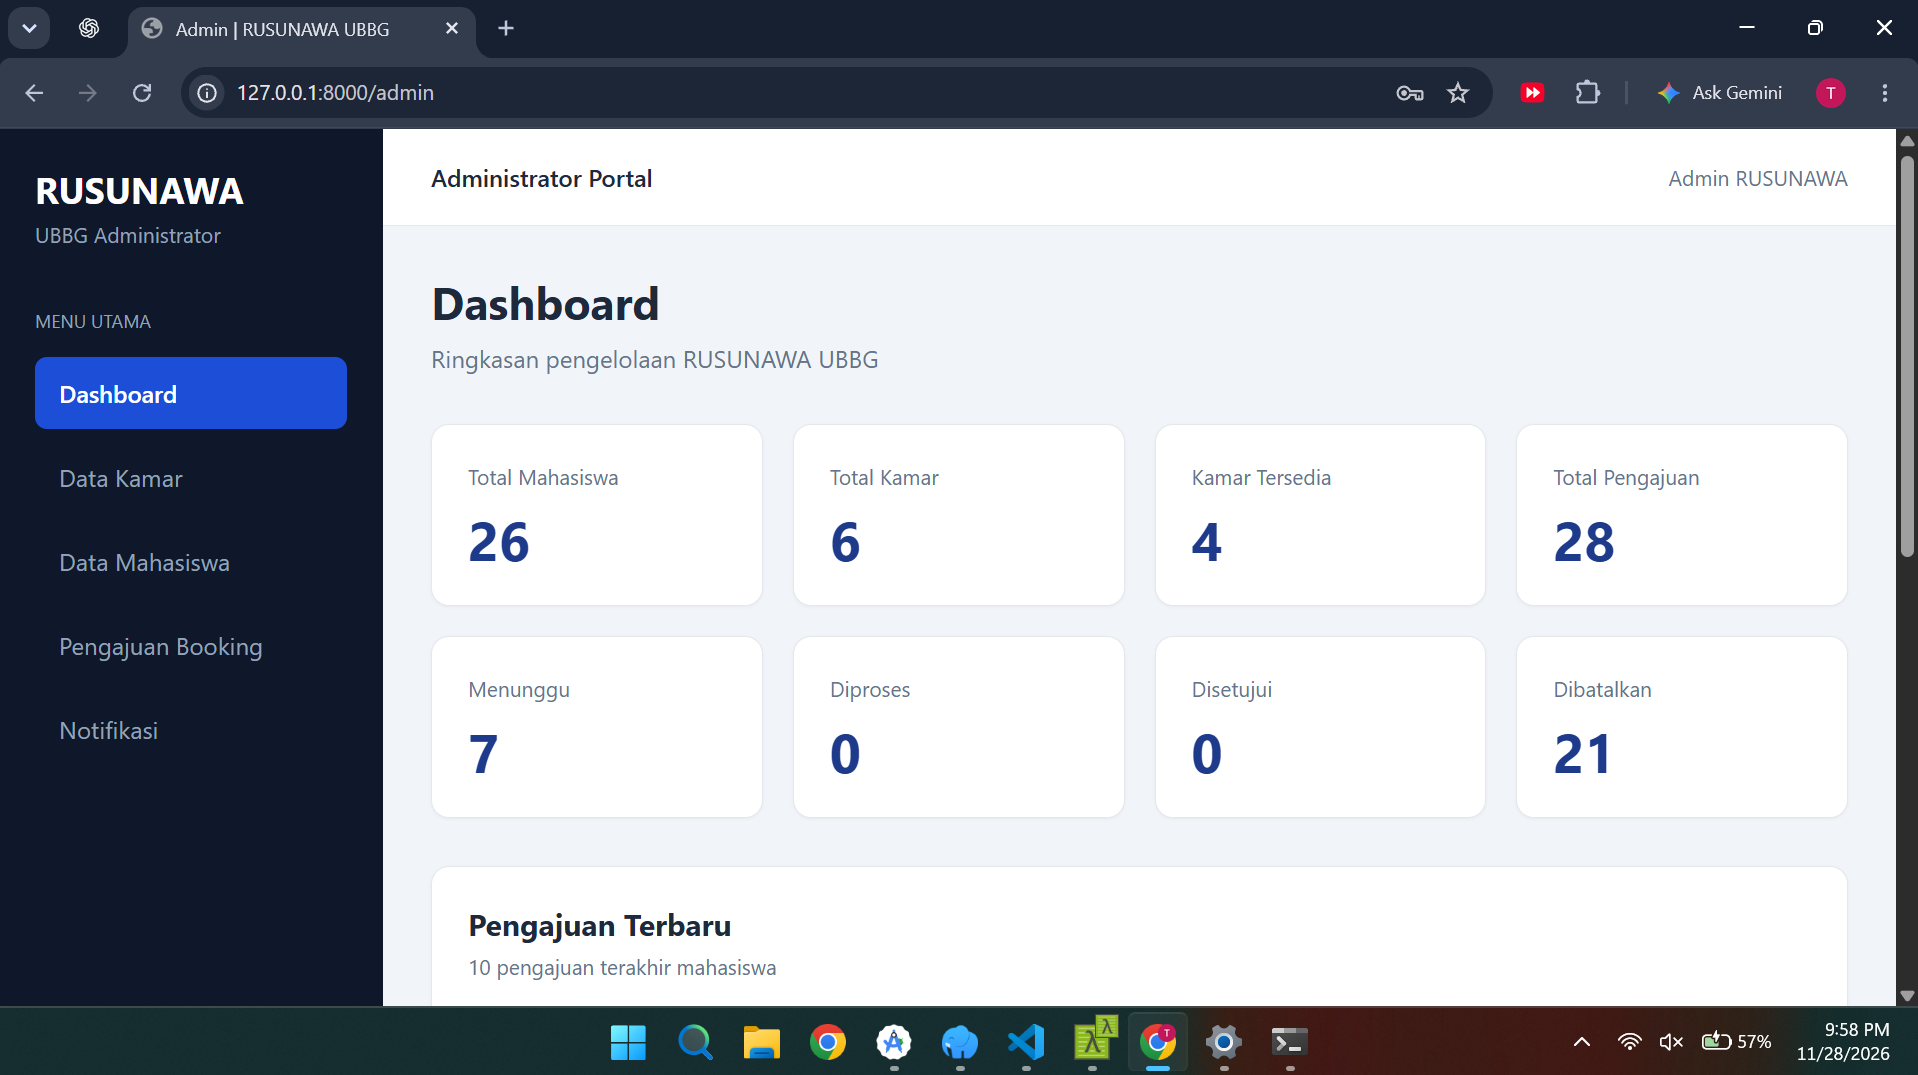 Admin | RUSUNAWA UBBG
127.0.0.1:8000/admin
Ask Gemini
T
RUSUNAWA
UBBG Administrator
MENU UTAMA
Dashboard
Data Kamar
Data Mahasiswa
Pengajuan Booking
Notifikasi
Administrator Portal
Admin RUSUNAWA
Dashboard
Ringkasan pengelolaan RUSUNAWA UBBG
Total Mahasiswa
26
Total Kamar
6
Kamar Tersedia
4
Total Pengajuan
28
Menunggu
7
Diproses
0
Disetujui
0
Dibatalkan
21
Pengajuan Terbaru
10 pengajuan terakhir mahasiswa
57%
9:58 PM
11/28/2026